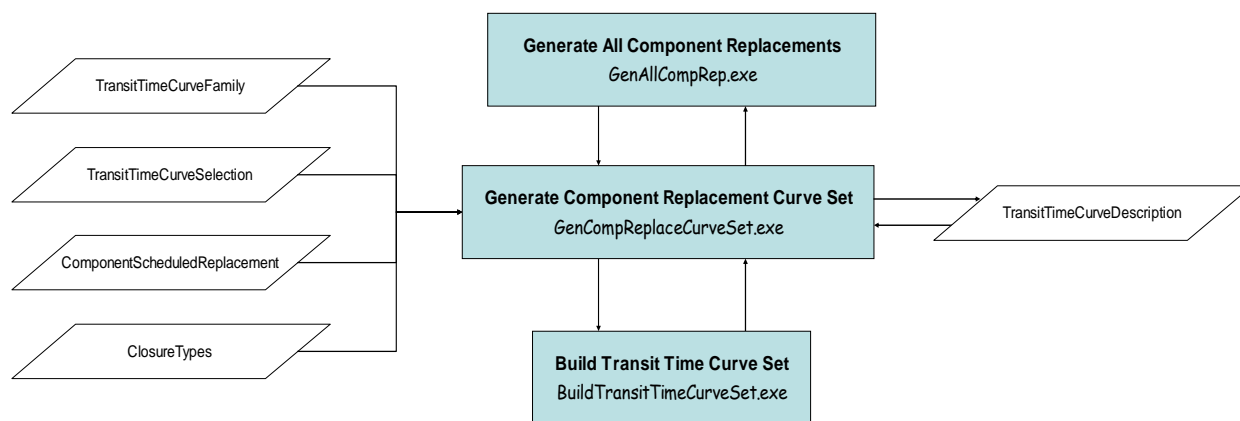 Generate All Component Replacements
GenAllCompRep.exe
TransitTimeCurveFamily
TransitTimeCurveSelection
Generate Component Replacement Curve Set
GenCompReplaceCurveSet.exe
TransitTimeCurveDescription
ComponentScheduledReplacement
ClosureTypes
Build Transit Time Curve Set
BuildTransitTimeCurveSet.exe